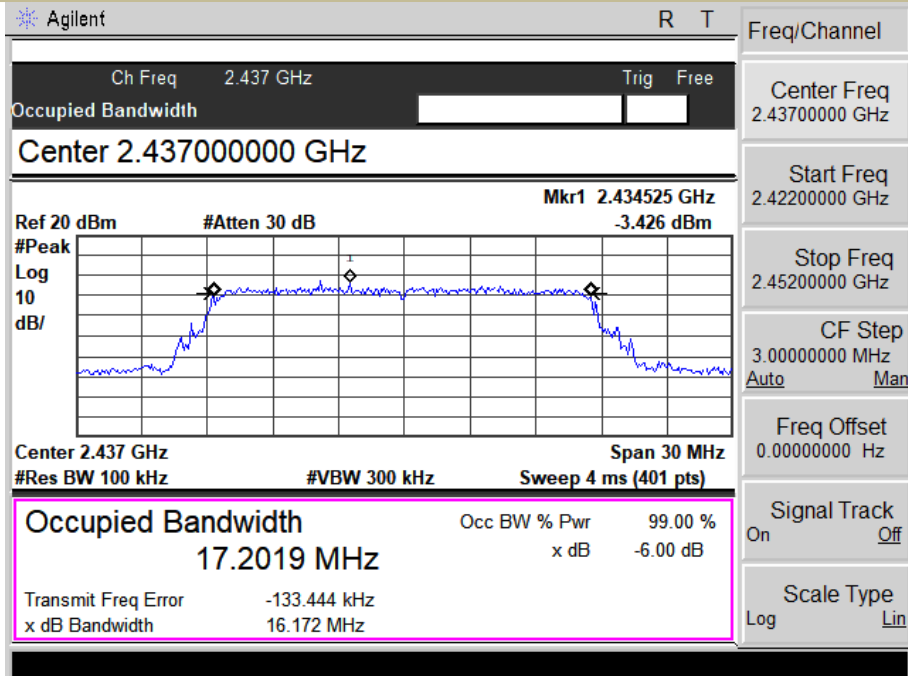 Agilent R T
Ch Freq 2.437 GHz Trig Free
Occupied Bandwidth
Center 2.437000000 GHz
Mkr1 2.434525 GHz
Ref 20 dBm #Atten 30 dB -3.426 dBm
#Peak
Log
10
dB/
1
Center 2.437 GHz Span 30 MHz
#Res BW 100 kHz #VBW 300 kHz Sweep 4 ms (401 pts)
Occupied Bandwidth Occ BW % Pwr 99.00 %
17.2019 MHz x dB -6.00 dB
Transmit Freq Error -133.444 kHz
x dB Bandwidth 16.172 MHz
Freq/Channel
Center Freq
2.43700000 GHz
Start Freq
2.42200000 GHz
Stop Freq
2.45200000 GHz
CF Step
3.00000000 MHz
Auto Man
Freq Offset
0.00000000 Hz
Signal Track
On Off
Scale Type
Log Lin